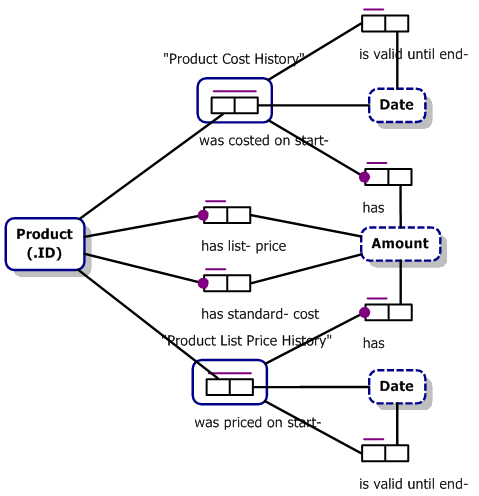 is valid until end-
"Product Cost History"
Date
was costed on start-
has
has list- price
Product
(.ID)
Amount
has standard- cost
"Product List Price History"
has
Date
was priced on start-
is valid until end-